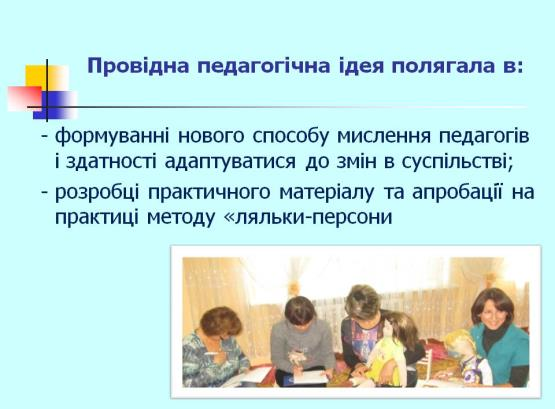 Провідна педагогічна ідея полягала в:
- формуванні нового способу мислення педагогів
і здатності адаптуватися до змін в суспільстві;
- розробці практичного матеріалу та апробації на
практиці методу «ляльки-персони